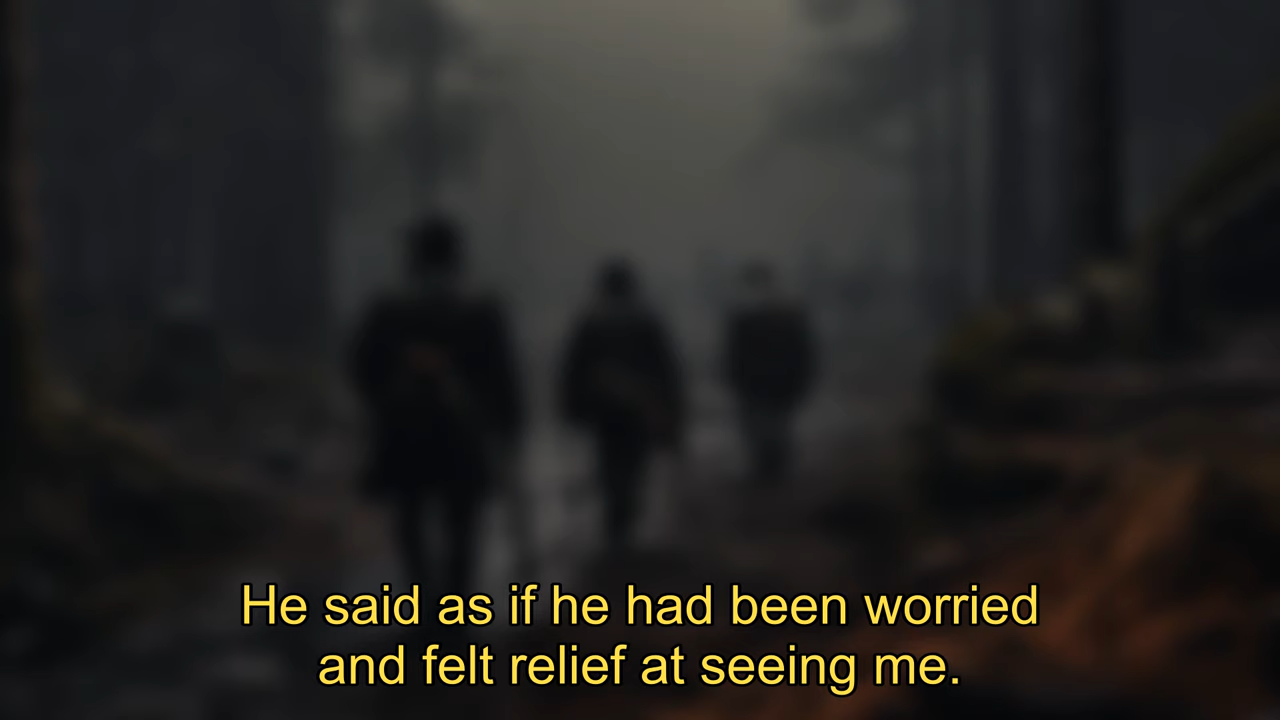 He said as if he had been worried
and felt relief at seeing me.